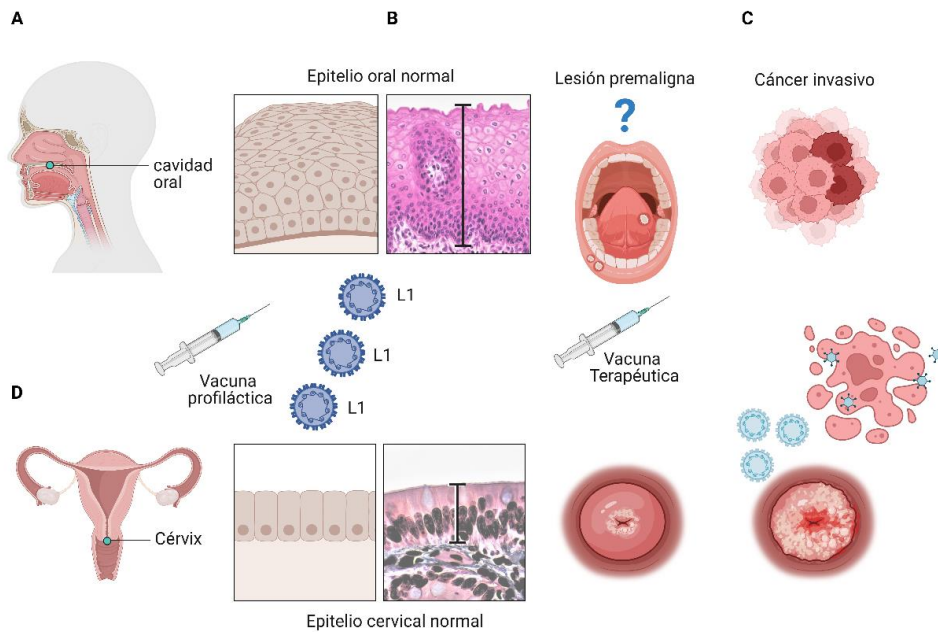 A
B
C
Epitelio oral normal
Lesión premaligna
Cáncer invasivo
?
cavidad
oral
L1
L1
L1
Vacuna
profiláctica
Vacuna
Terapéutica
D
Cérvix
Epitelio cervical normal